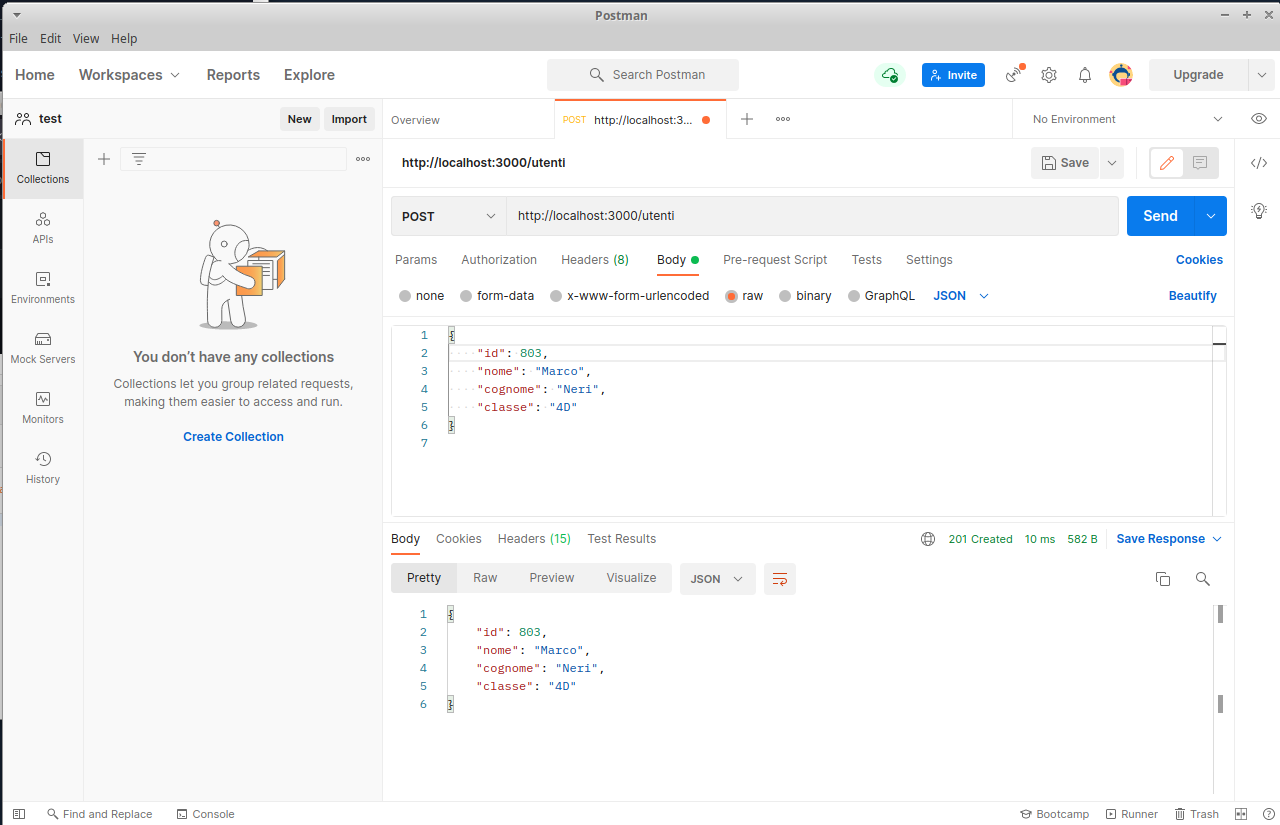 Postman
File Edit View Help
Home Workspaces Reports Explore Search Postman Invite Upgrade
test New Import
Overview POST http://localhost:3... No Environment
Collections
APIs
Environments
Mock Servers
Monitors
History
You don't have any collections
Collections let you group related requests,
making them easier to access and run.
Create Collection
http://localhost:3000/utenti Save
POST http://localhost:3000/utenti Send
Params Authorization Headers (8) Body Pre-request Script Tests Settings Cookies
none form-data x-www-form-urlencoded raw binary GraphQL JSON Beautify
1 {
2 "id": 803,
3 "nome": "Marco",
4 "cognome": "Neri",
5 "classe": "4D"
6 }
7
Body Cookies Headers (15) Test Results 201 Created 10 ms 582 B Save Response
Pretty Raw Preview Visualize JSON
1 {
2 "id": 803,
3 "nome": "Marco",
4 "cognome": "Neri",
5 "classe": "4D"
6 }
Find and Replace Console Bootcamp Runner Trash